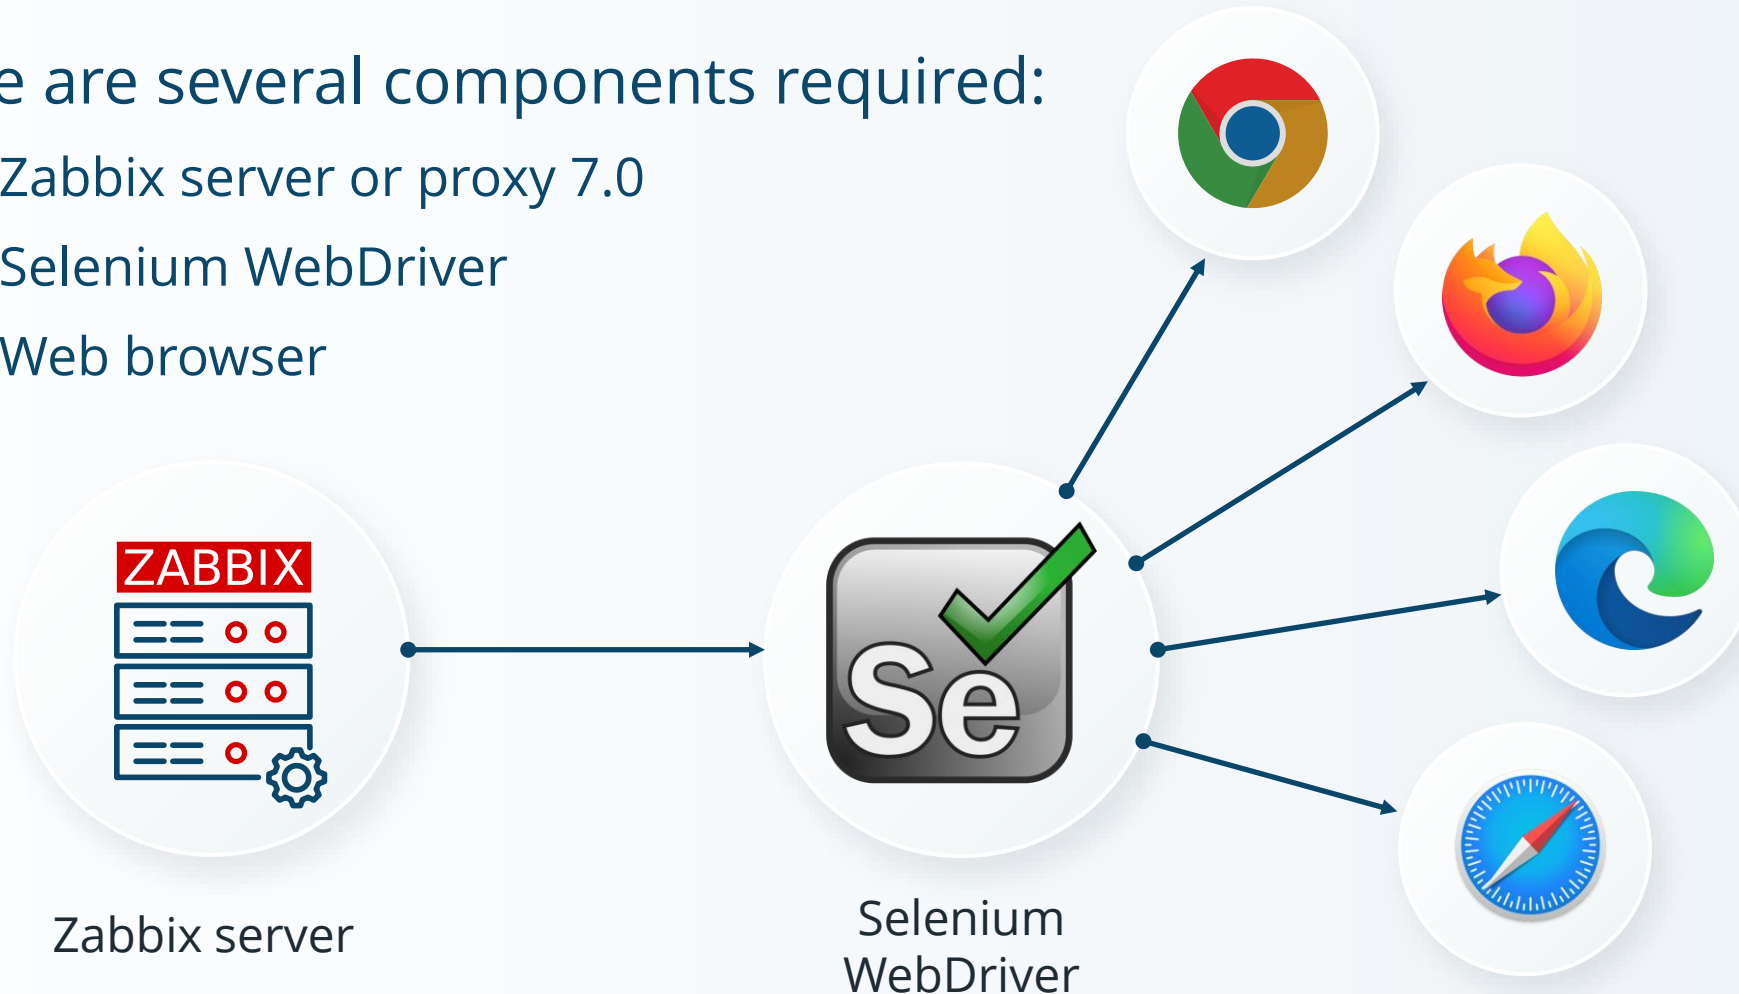 e are several components required:
Zabbix server or proxy 7.0
Selenium WebDriver
Web browser
ZABBIX
Se
Zabbix server
Selenium
WebDriver